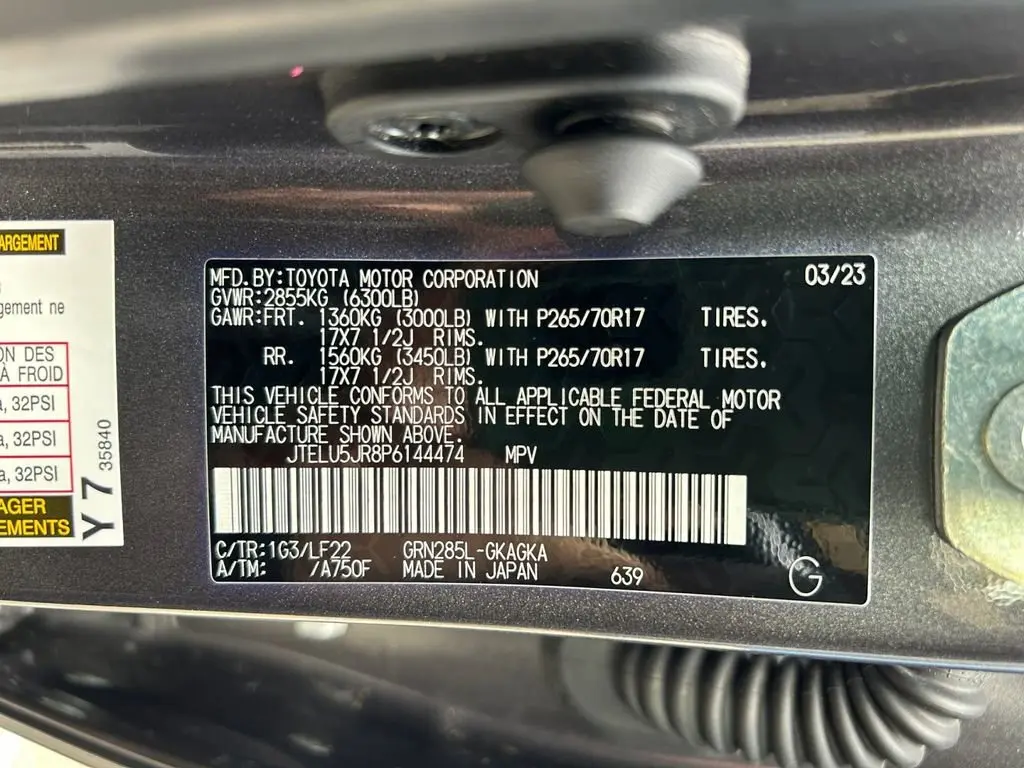 ARGEMENT
gement ne
ON DES
À FROID
a, 32PSI
a, 32PSI
a, 32PSI
AGER
EMENTS
Y 7 35840
MFD.BY:TOYOTA MOTOR CORPORATION 03/23
GVWR:2855KG (6300LB)
GAWR:FRT. 1360KG (3000LB) WITH P265/70R17 TIRES.
17X7 1/2J RIMS.
RR. 1560KG (3450LB) WITH P265/70R17 TIRES.
17X7 1/2J RIMS.
THIS VEHICLE CONFORMS TO ALL APPLICABLE FEDERAL MOTOR
VEHICLE SAFETY STANDARDS IN EFFECT ON THE DATE OF
MANUFACTURE SHOWN ABOVE.
JTELU5JR8P6144474 MPV
C/TR:1G3/LF22 GRN285L-GKAGKA
A/TM: /A750F MADE IN JAPAN 639 G